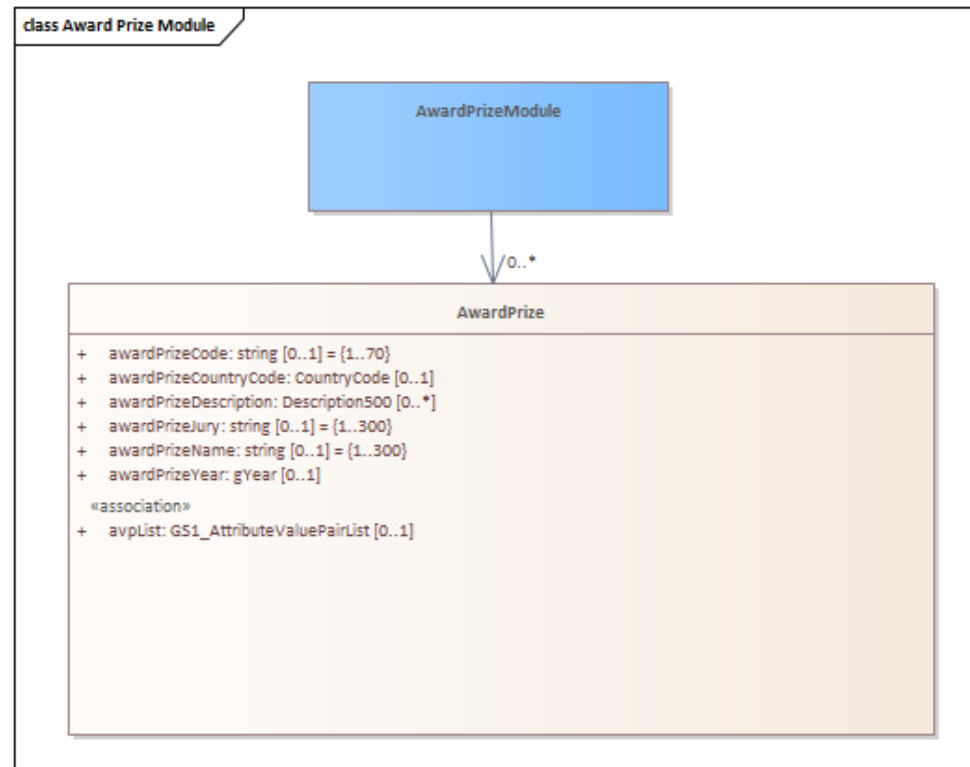 class Award Prize Module
AwardPrizeModule
0..*
AwardPrize
+ awardPrizeCode: string [0..1] = {1..70}
+ awardPrizeCountryCode: CountryCode [0..1]
+ awardPrizeDescription: Description500 [0..*]
+ awardPrizeJury: string [0..1] = {1..300}
+ awardPrizeName: string [0..1] = {1..300}
+ awardPrizeYear: gYear [0..1]
«association»
+ avpList: GS1_AttributeValuePairList [0..1]